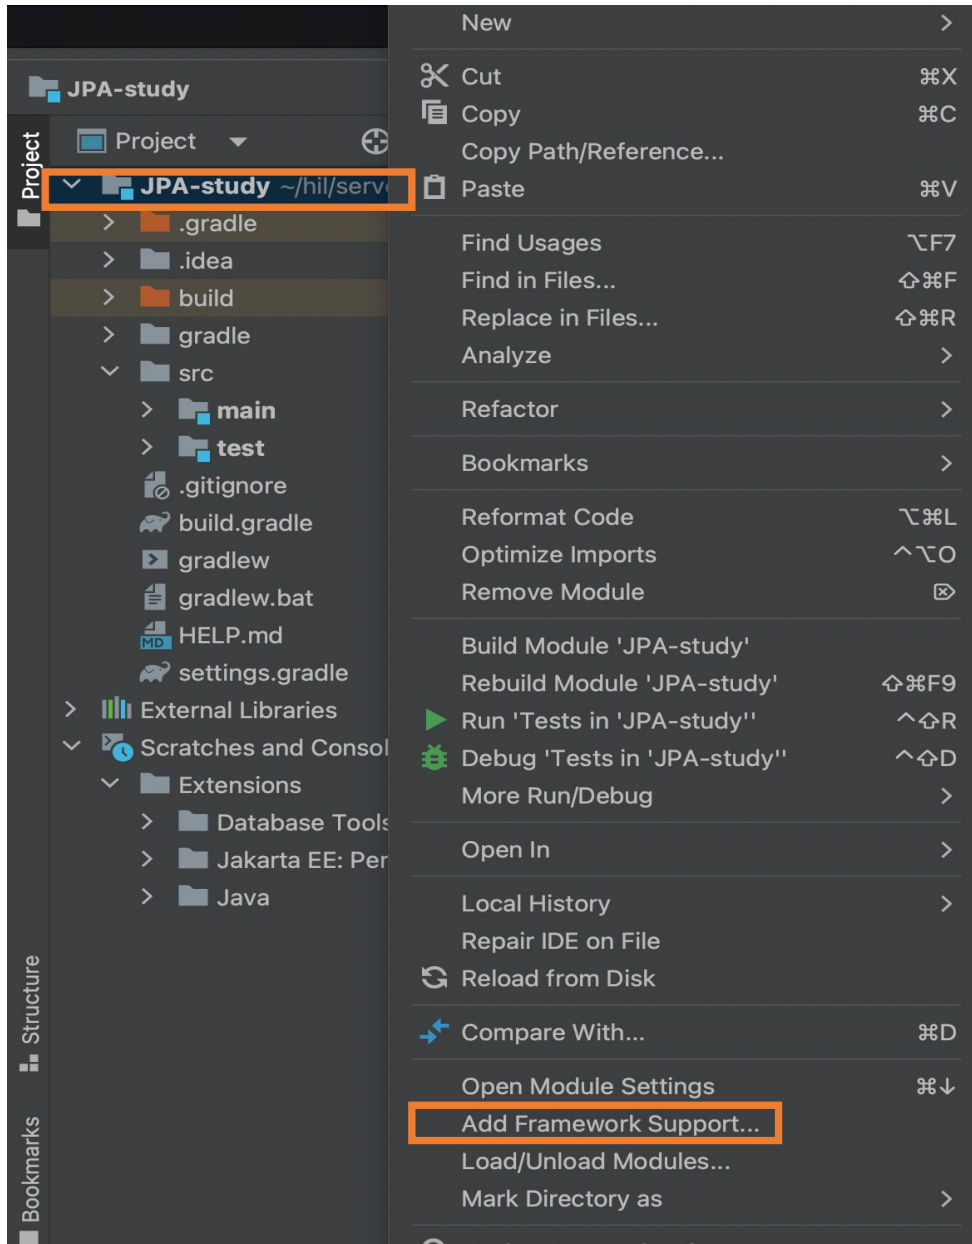 JPA-study
Project
Project
JPA-study ~/hil/serv
.gradle
.idea
build
gradle
src
main
test
.gitignore
build.gradle
gradlew
gradlew.bat
MD HELP.md
settings.gradle
External Libraries
Scratches and Consol
Extensions
Database Tools
Jakarta EE: Per
Java
Structure
Bookmarks
New
Cut ⌘X
Copy ⌘C
Copy Path/Reference...
Paste ⌘V
Find Usages ⌥F7
Find in Files... ⇧⌘F
Replace in Files... ⇧⌘R
Analyze
Refactor
Bookmarks
Reformat Code ⌥⌘L
Optimize Imports ^⌥O
Remove Module ⌦
Build Module 'JPA-study'
Rebuild Module 'JPA-study' ⇧⌘F9
Run 'Tests in 'JPA-study'' ^⇧R
Debug 'Tests in 'JPA-study'' ^⇧D
More Run/Debug
Open In
Local History
Repair IDE on File
Reload from Disk
Compare With... ⌘D
Open Module Settings ⌘↓
Add Framework Support...
Load/Unload Modules...
Mark Directory as